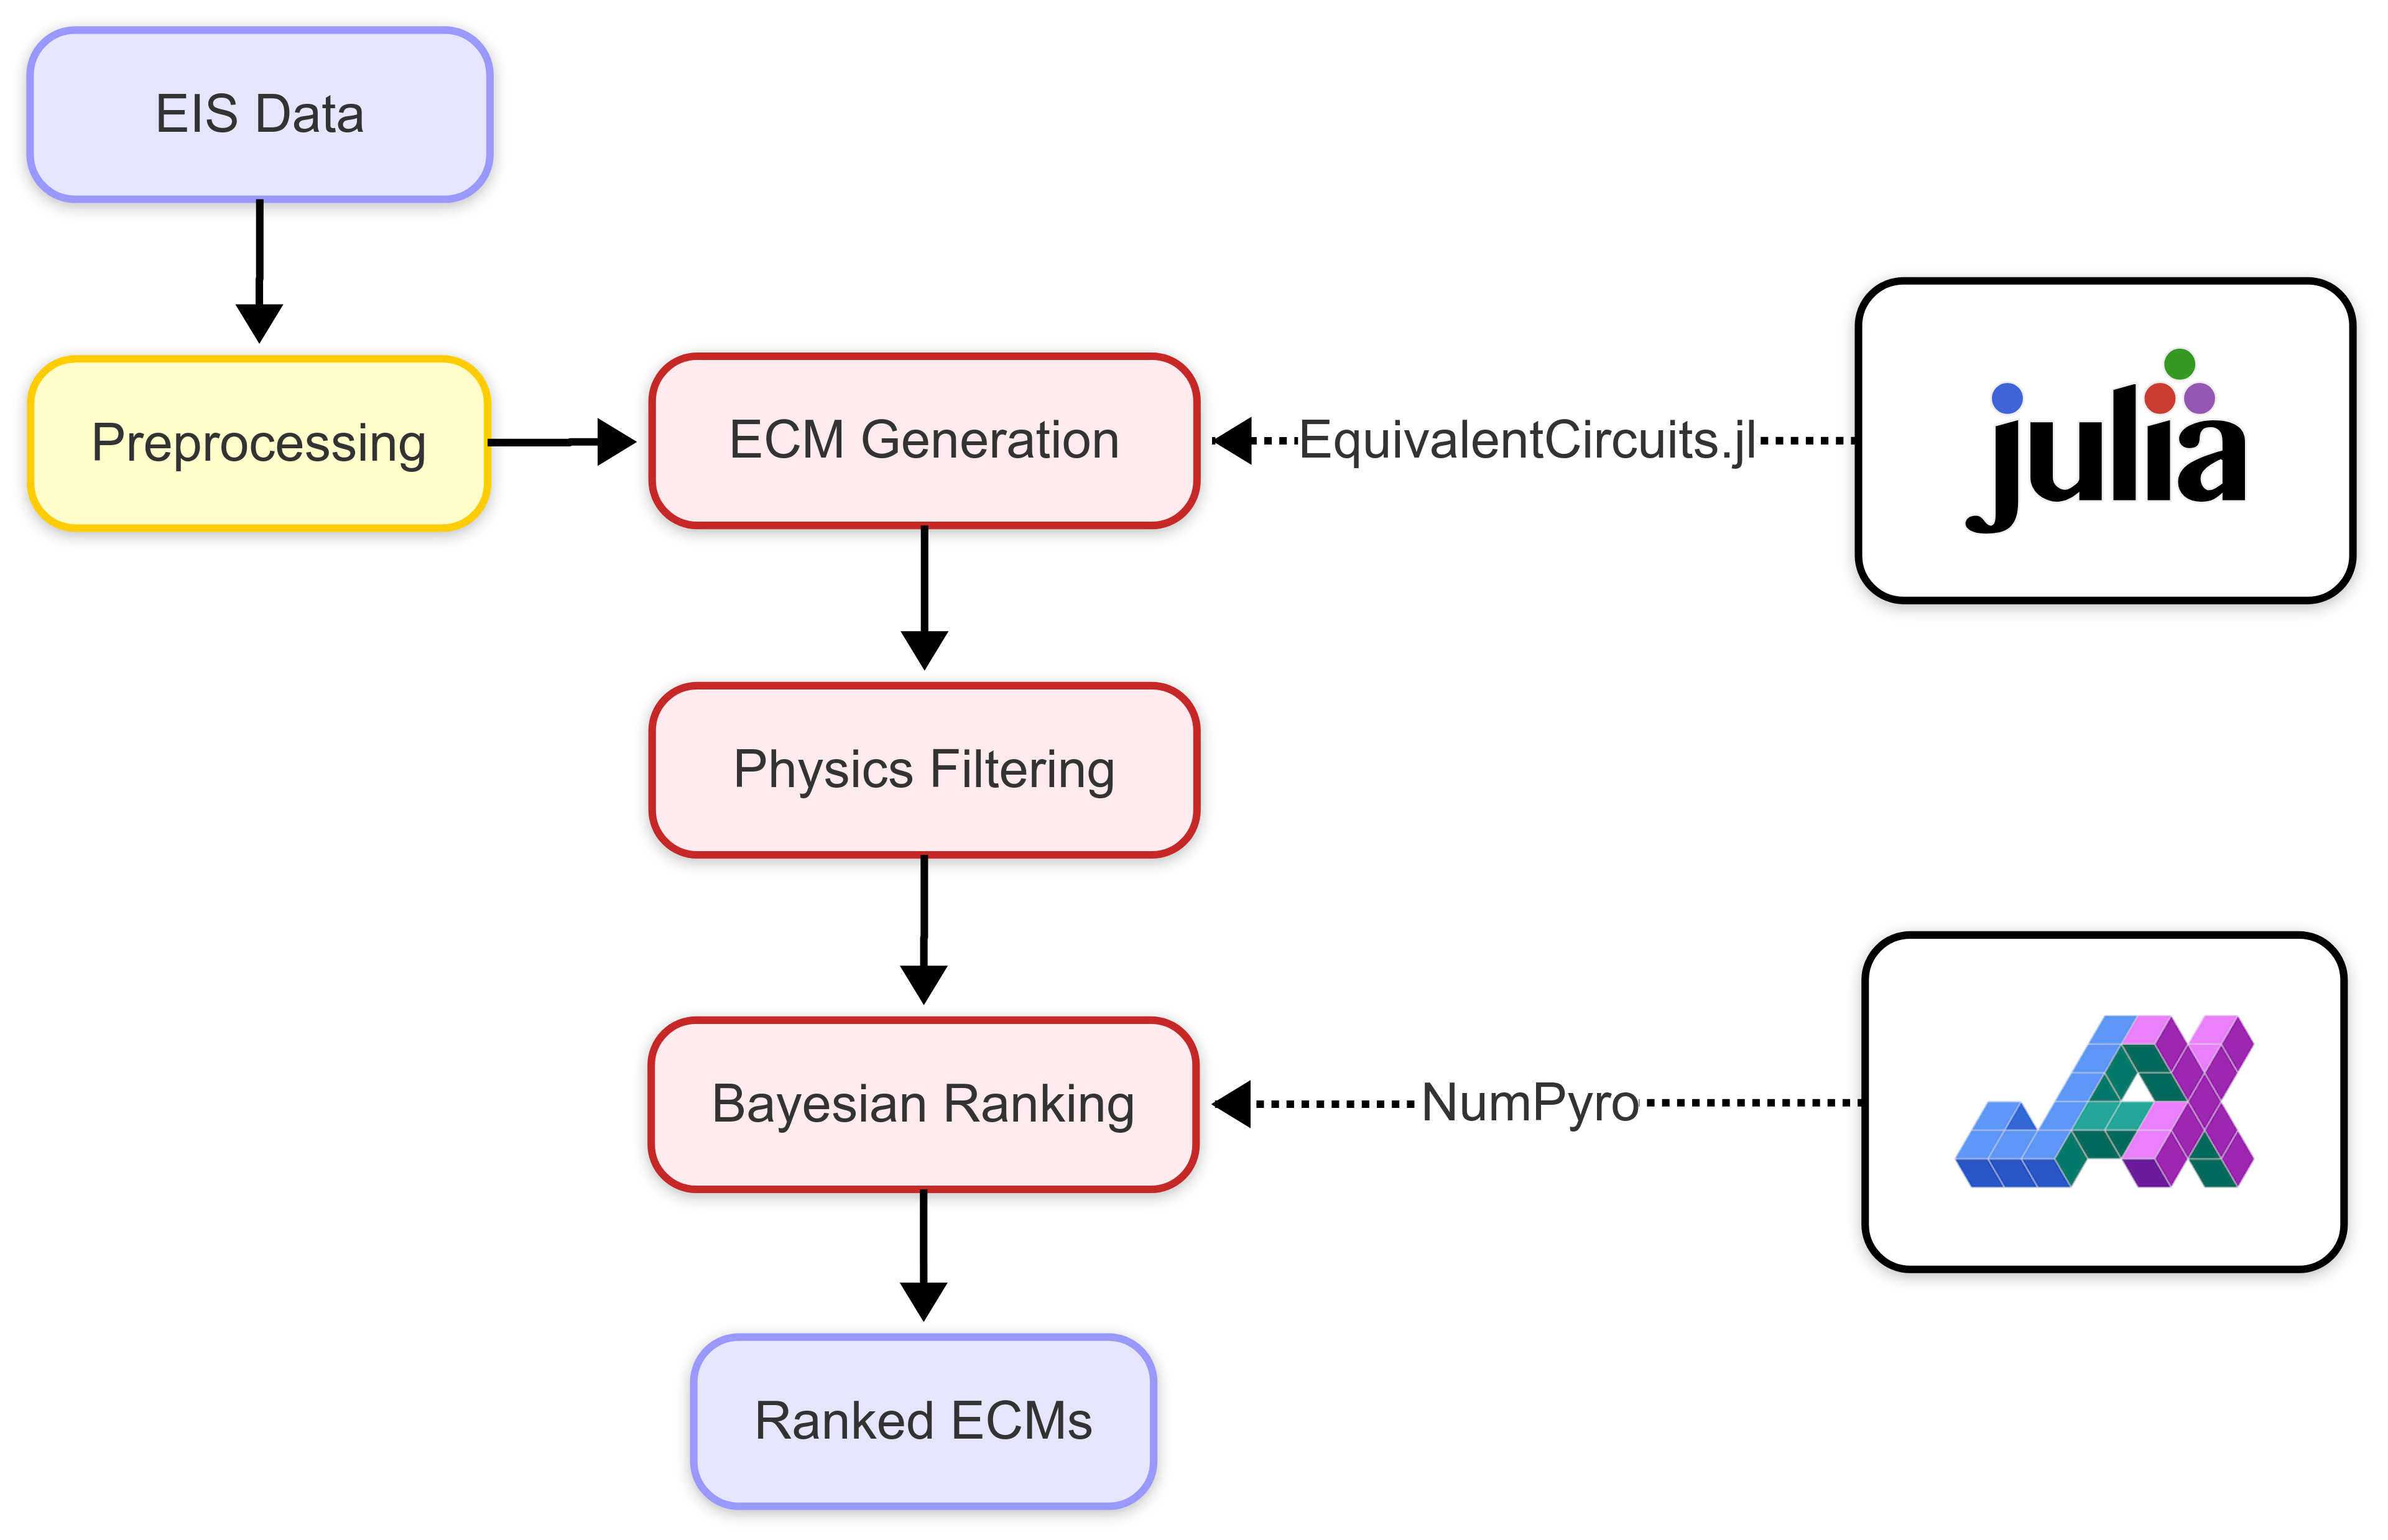 EIS Data
Preprocessing
ECM Generation
EquivalentCircuits.jl
julia
Physics Filtering
Bayesian Ranking
NumPyro
JAX
Ranked ECMs